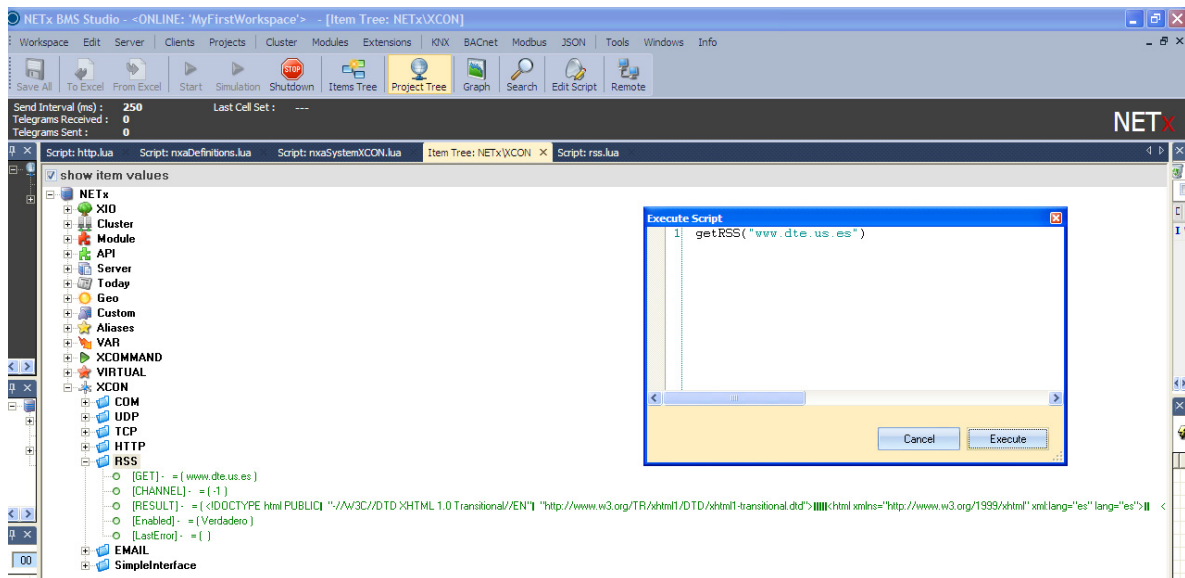 NETx BMS Studio - <ONLINE: 'MyFirstWorkspace'> - [Item Tree: NETx\XCON]
Workspace Edit Server Clients Projects Cluster Modules Extensions KNX BACnet Modbus JSON Tools Windows Info
Save All To Excel From Excel Start Simulation STOP Shutdown Items Tree Project Tree Graph Search Edit Script Remote
Send Interval (ms) : 250 Last Cell Set : ---
Telegrams Received : 0
Telegrams Sent : 0
NETx
Script: http.lua Script: nxaDefinitions.lua Script: nxaSystemXCON.lua Item Tree: NETx\XCON Script: rss.lua
show item values
NETx
XIO
Cluster
Module
API
Server
Today
Geo
Custom
Aliases
VAR
XCOMMAND
VIRTUAL
XCON
COM
UDP
TCP
HTTP
RSS
[GET] - = ( www.dte.us.es )
[CHANNEL] - = ( -1 )
[RESULT] - = ( <!DOCTYPE html PUBLIC "-//W3C//DTD XHTML 1.0 Transitional//EN" "http://www.w3.org/TR/xhtml1/DTD/xhtml1-transitional.dtd"><html xmlns="http://www.w3.org/1999/xhtml" xml:lang="es" lang="es"> <
[Enabled] - = ( Verdadero )
[LastError] - = ( )
EMAIL
SimpleInterface
Execute Script
1 getRSS("www.dte.us.es")
Cancel Execute
00